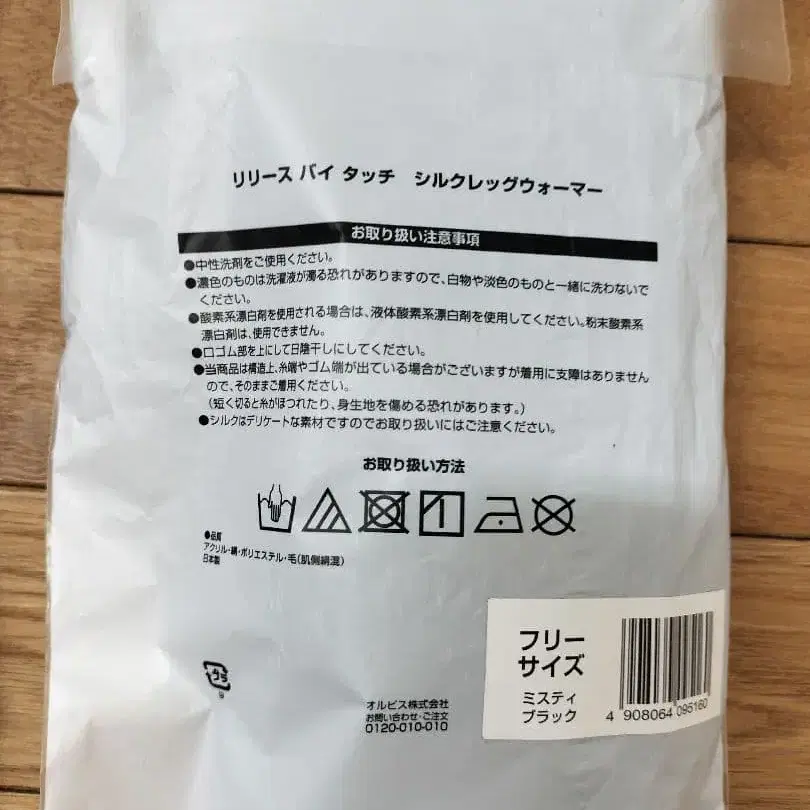 リリース バイ タッチ シルクレッグウォーマー
お取り扱い注意事項
●中性洗剤をご使用ください。
●濃色のものは洗濯液が濁る恐れがありますので、白物や淡色のものと一緒に洗わないで
ください。
●酸素系漂白剤を使用される場合は、液体酸素系漂白剤を使用してください。粉末酸素系
漂白剤は、使用できません。
●口ゴム部を上にして日陰干しにしてください。
●当商品は構造上、糸端やゴム端が出ている場合がございますが着用に支障はありません
ので、そのままご着用ください。
(短く切ると糸がほつれたり、身生地を傷める恐れがあります。)
●シルクはデリケートな素材ですのでお取り扱いにはご注意ください。
お取り扱い方法
●品質
アクリル・絹・ポリエステル・毛(肌側絹混)
日本製
プラ
オルビス株式会社
お問い合わせ・ご注文
0120-010-010
フリー
サイズ
ミスティ
ブラック
4 908064 095160